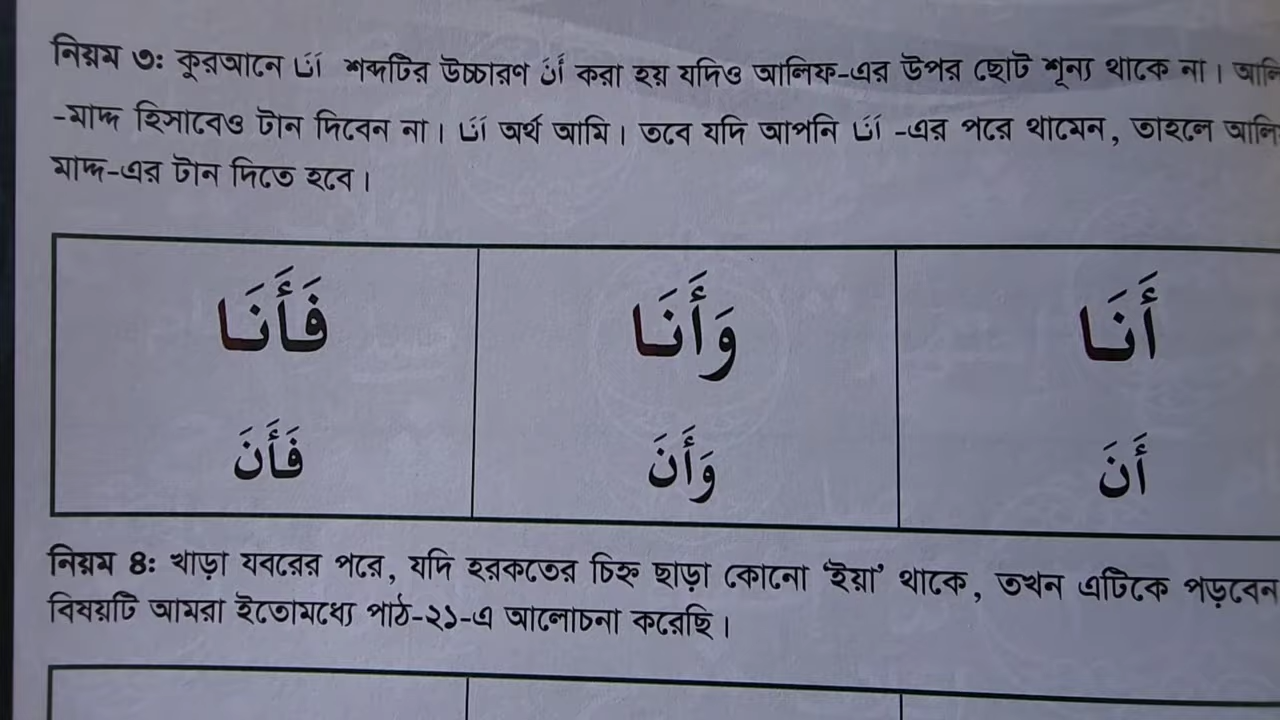 নিয়ম ৩: কুরআনে اَنَا শব্দটির উচ্চারণ أَنَ করা হয় যদিও আলিফ-এর উপর ছোট শূন্য থাকে না। আলি
-মাদ্দ হিসাবেও টান দিবেন না। اَنَا অর্থ আমি। তবে যদি আপনি اَنَا -এর পরে থামেন, তাহলে আলি
মাদ্দ-এর টান দিতে হবে।
أَنَا وَأَنَا فَأَنَا
أَنَ وَأَنَ فَأَنَ
নিয়ম ৪: খাড়া যবরের পরে, যদি হরকতের চিহ্ন ছাড়া কোনো ‘ইয়া’ থাকে, তখন এটিকে পড়বেন
বিষয়টি আমরা ইতোমধ্যে পাঠ-২১-এ আলোচনা করেছি।